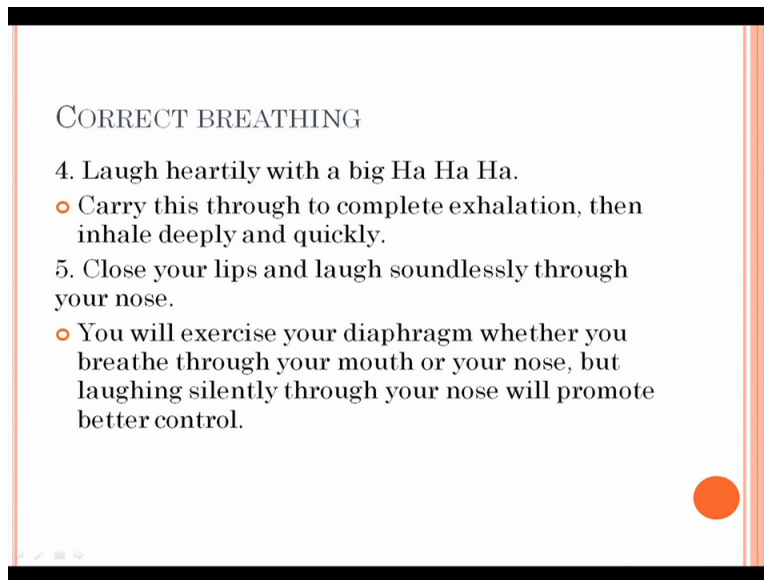 CORRECT BREATHING
4. Laugh heartily with a big Ha Ha Ha.
Carry this through to complete exhalation, then
inhale deeply and quickly.
5. Close your lips and laugh soundlessly through
your nose.
You will exercise your diaphragm whether you
breathe through your mouth or your nose, but
laughing silently through your nose will promote
better control.